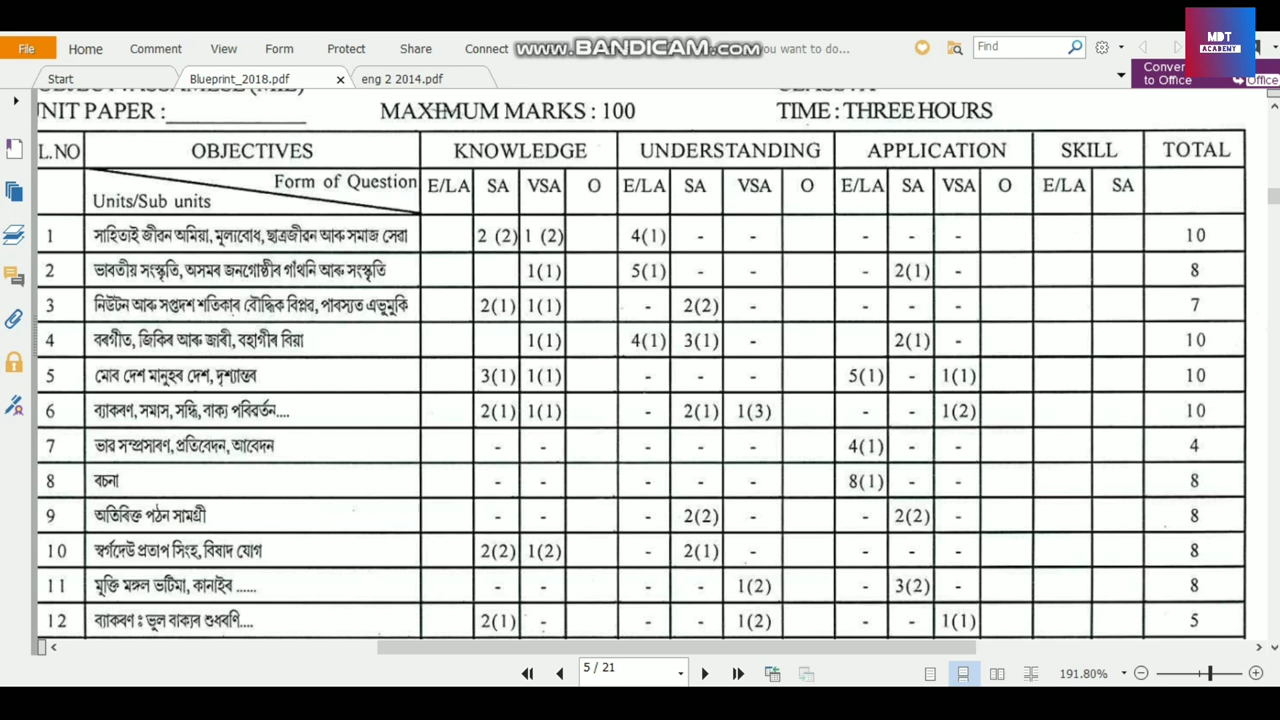 MDT
ACADEMY
File Home Comment View Form Protect Share Connect www.BANDICAM.com you want to do... Find
Conver
to Office Office
Start Blueprint_2018.pdf eng 2 2014.pdf
UNIT PAPER : MAXIMUM MARKS : 100 TIME : THREE HOURS
L.NO OBJECTIVES KNOWLEDGE UNDERSTANDING APPLICATION SKILL TOTAL
Form of Question E/LA SA VSA O E/LA SA VSA O E/LA SA VSA O E/LA SA
Units/Sub units
1 সাহিত্যই জীৱন অমিয়া, মূল্যবোধ, ছাত্ৰজীৱন আৰু সমাজ সেৱা 2 (2) 1 (2) 4(1) - - - - - 10
2 ভাৰতীয় সংস্কৃতি, অসমৰ জনগোষ্ঠীৰ গাঁথনি আৰু সংস্কৃতি 1(1) 5(1) - - - 2(1) - 8
3 নিউটন আৰু সপ্তদশ শতিকাৰ বৌদ্ধিক বিপ্লৱ, পাৰস্যত এভুমুকি 2(1) 1(1) - 2(2) - - - - 7
4 বৰগীত, জিকিৰ আৰু জাৰী, বহাগীৰ বিয়া 1(1) 4(1) 3(1) - 2(1) - 10
5 মোৰ দেশ মানুহৰ দেশ, দৃশ্যান্তৰ 3(1) 1(1) - - - 5(1) - 1(1) 10
6 ব্যাকৰণ, সমাস, সন্ধি, বাক্য পৰিৱৰ্তন.... 2(1) 1(1) - 2(1) 1(3) - - 1(2) 10
7 ভাৱ সম্প্ৰসাৰণ, প্ৰতিবেদন, আবেদন - - - - - 4(1) - - 4
8 ৰচনা - - - - - 8(1) - - 8
9 অতিৰিক্ত পঠন সামগ্ৰী - - - 2(2) - - 2(2) - 8
10 স্বৰ্গদেউ প্ৰতাপ সিংহ, বিষাদ যোগ 2(2) 1(2) - 2(1) - - - - 8
11 মুক্তি মঙ্গল ভটিমা, কানাইৰ ...... - - - - 1(2) - 3(2) - 8
12 ব্যাকৰণ : ভুল বাক্যৰ শুধৰণি.... 2(1) - - - 1(2) - - 1(1) 5
5 / 21 191.80%